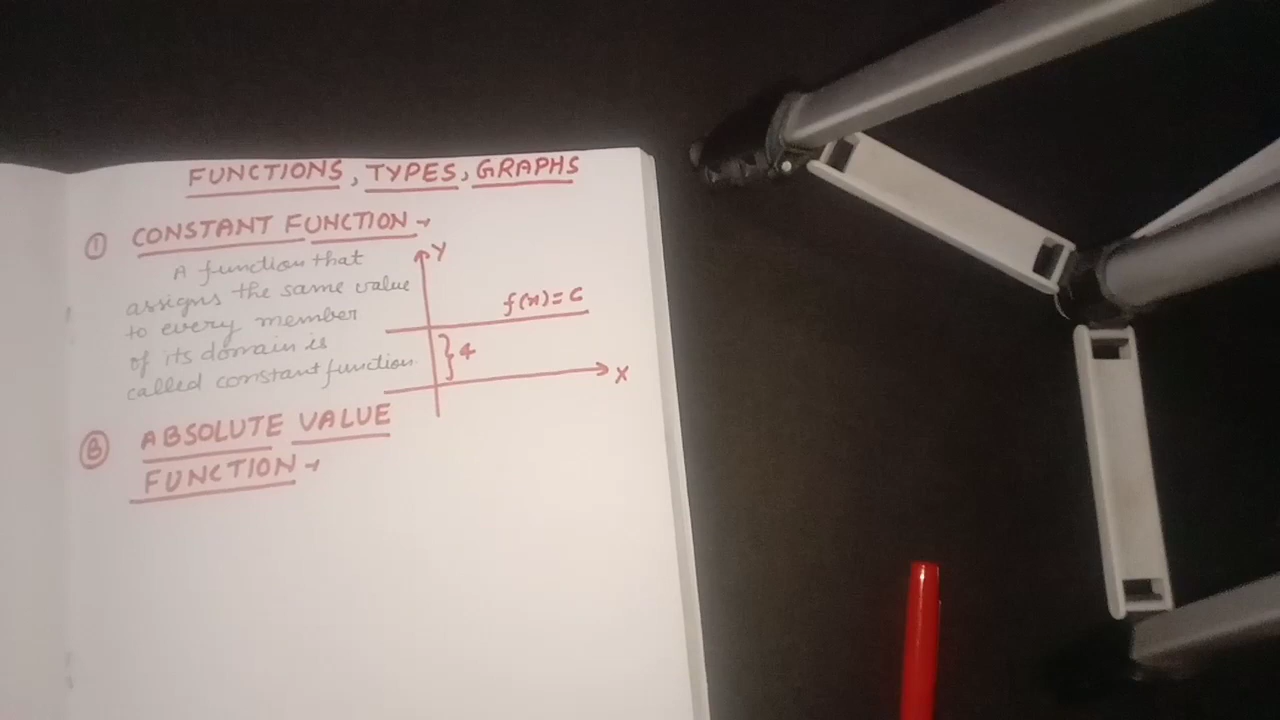 FUNCTIONS, TYPES, GRAPHS
① CONSTANT FUNCTION →
A function that
assigns the same value
to every member
of its domain is
called constant function.
Y
f(x)=C
} 4
X
Ⓑ ABSOLUTE VALUE
FUNCTION →